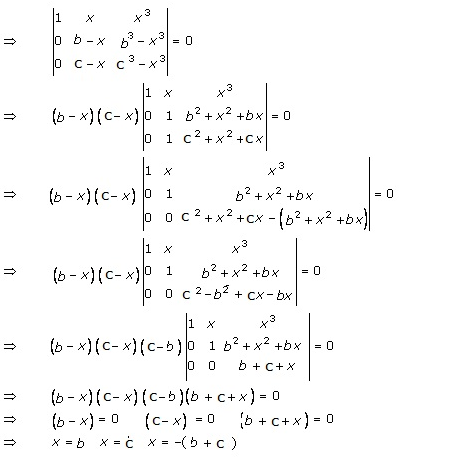 |1 x x³|
⇒ |0 b – x b³ – x³| = 0
|0 c – x c³ – x³|
|1 x x³|
⇒ (b – x)(c – x) |0 1 b² + x² + bx| = 0
|0 1 c² + x² + cx|
|1 x x³|
⇒ (b – x)(c – x) |0 1 b² + x² + bx| = 0
|0 0 c² + x² + cx – (b² + x² + bx)|
|1 x x³|
⇒ (b – x)(c – x) |0 1 b² + x² + bx| = 0
|0 0 c² – b² + cx – bx|
|1 x x³|
⇒ (b – x)(c – x)(c – b) |0 1 b² + x² + bx| = 0
|0 0 b + c + x|
⇒ (b – x)(c – x)(c – b)(b + c + x) = 0
⇒ (b – x) = 0 (c – x) = 0 (b + c + x) = 0
⇒ x = b x = c x = –(b + c )